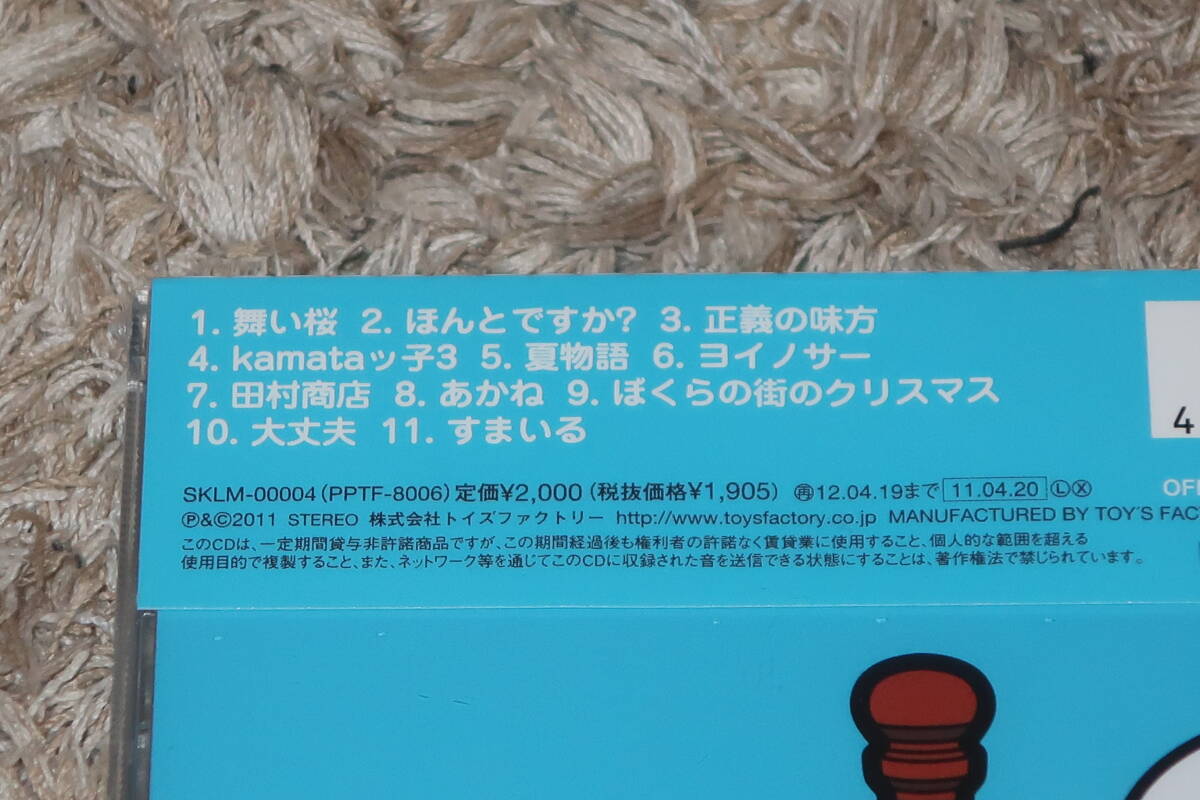 1. 舞い桜 2. ほんとですか? 3. 正義の味方
4. kamataッ子3 5. 夏物語 6. ヨイノサー
7. 田村商店 8. あかね 9. ぼくらの街のクリスマス
10. 大丈夫 11. すまいる
4
SKLM-00004(PPTF-8006)定価¥2,000(税抜価格¥1,905) ㊢12.04.19まで 11.04.20 ⓁⓍ
OFF
℗&©2011 STEREO 株式会社トイズファクトリー http://www.toysfactory.co.jp MANUFACTURED BY TOY'S FAC
このCDは、一定期間貸与非許諾商品ですが、この期間経過後も権利者の許諾なく賃貸業に使用すること、個人的な範囲を超える
使用目的で複製すること、また、ネットワーク等を通じてこのCDに収録された音を送信できる状態にすることは、著作権法で禁じられています。